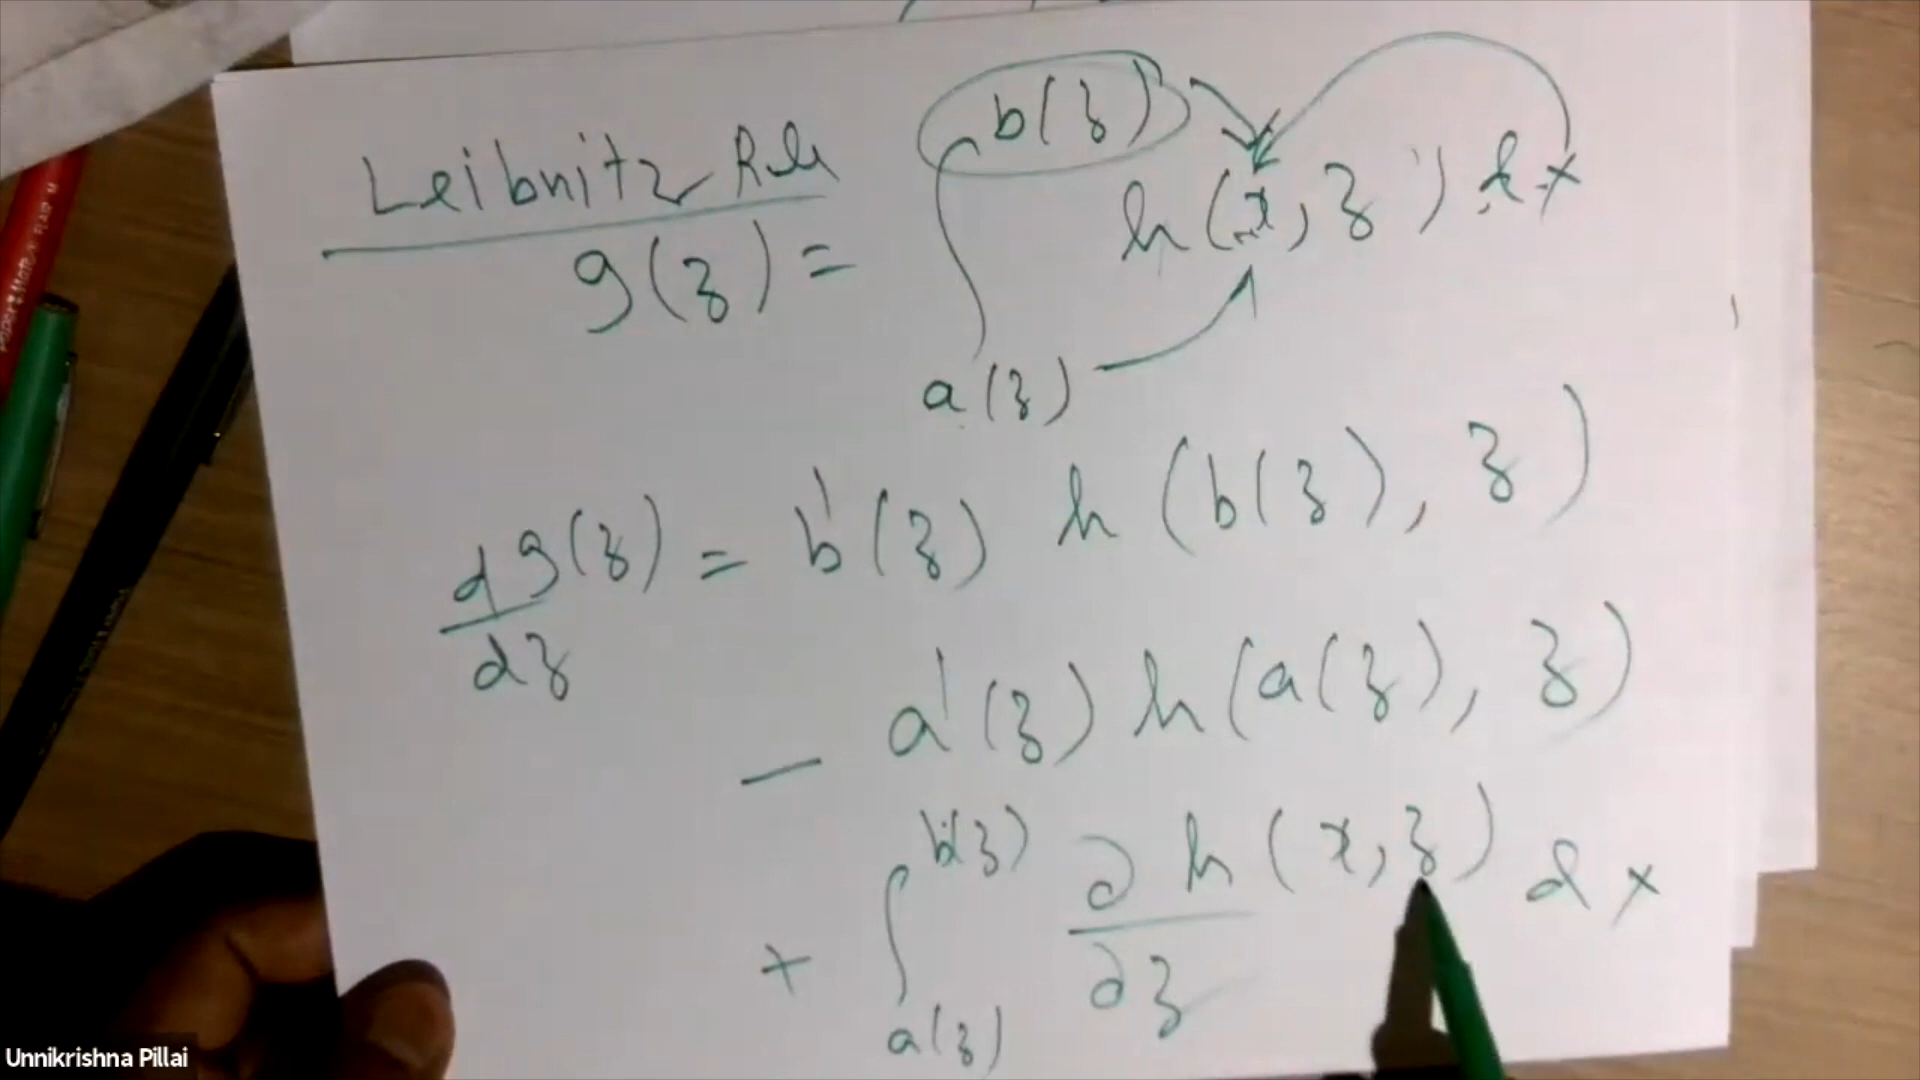 Leibnitz Rule
g(z) = ∫_{a(z)}^{b(z)} h(x, z) dx
dg(z)/dz = b'(z) h(b(z), z)
- a'(z) h(a(z), z)
+ ∫_{a(z)}^{b(z)} ∂h(x, z)/∂z dx
Unnikrishna Pillai